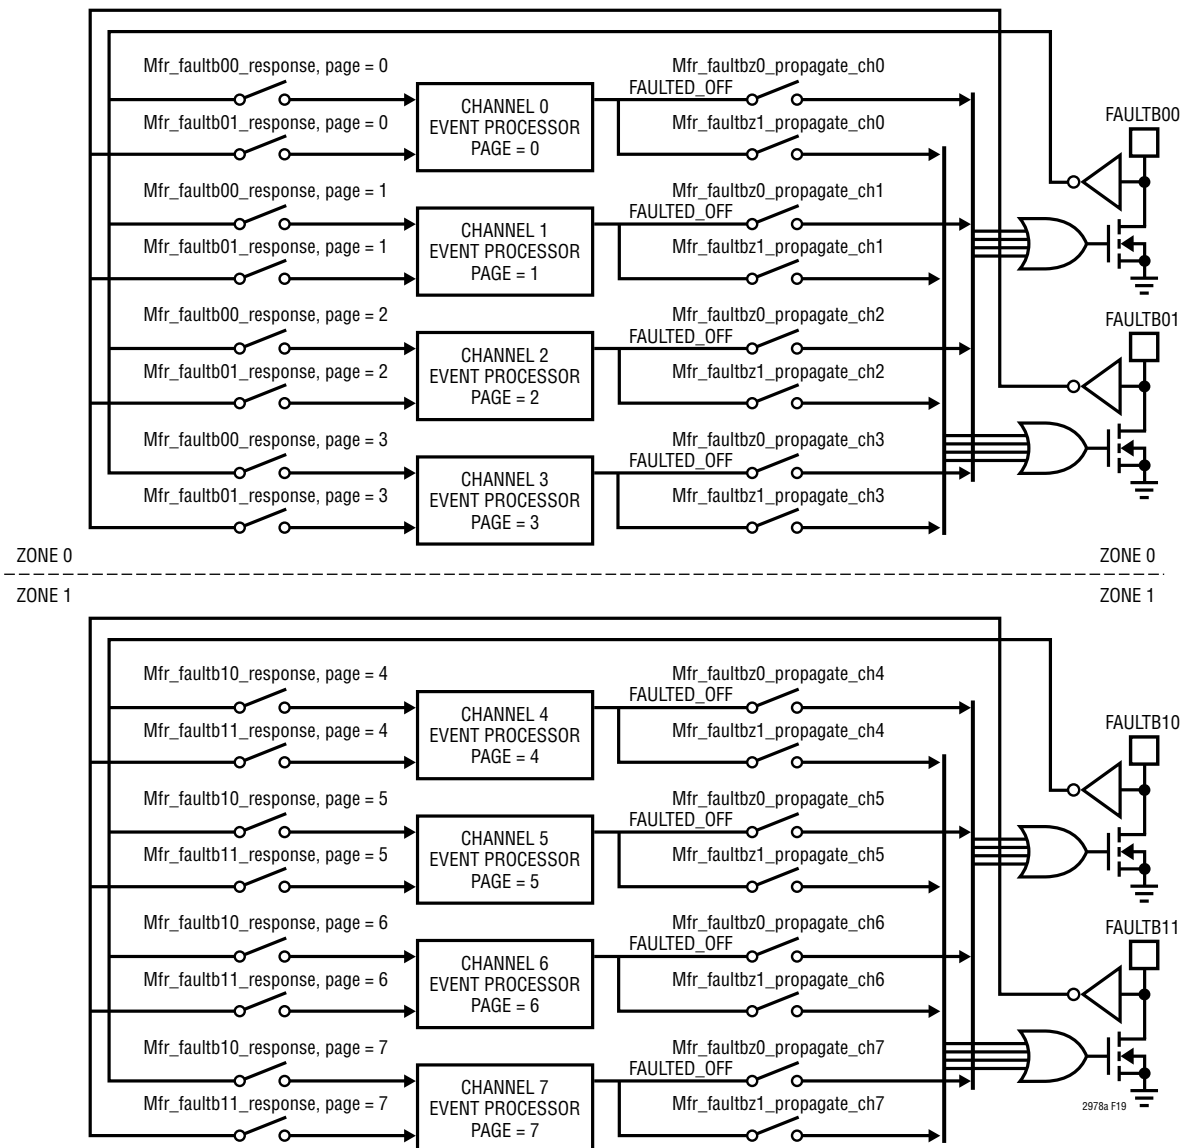 Mfr_faultb00_response, page = 0
Mfr_faultbz0_propagate_ch0
FAULTED_OFF
CHANNEL 0
EVENT PROCESSOR
PAGE = 0
Mfr_faultb01_response, page = 0
Mfr_faultbz1_propagate_ch0
FAULTB00
Mfr_faultb00_response, page = 1
Mfr_faultbz0_propagate_ch1
FAULTED_OFF
CHANNEL 1
EVENT PROCESSOR
PAGE = 1
Mfr_faultb01_response, page = 1
Mfr_faultbz1_propagate_ch1
Mfr_faultb00_response, page = 2
Mfr_faultbz0_propagate_ch2
FAULTB01
FAULTED_OFF
CHANNEL 2
EVENT PROCESSOR
PAGE = 2
Mfr_faultb01_response, page = 2
Mfr_faultbz1_propagate_ch2
Mfr_faultb00_response, page = 3
Mfr_faultbz0_propagate_ch3
FAULTED_OFF
CHANNEL 3
EVENT PROCESSOR
PAGE = 3
Mfr_faultb01_response, page = 3
Mfr_faultbz1_propagate_ch3
ZONE 0
ZONE 0
ZONE 1
ZONE 1
Mfr_faultb10_response, page = 4
Mfr_faultbz0_propagate_ch4
FAULTED_OFF
CHANNEL 4
EVENT PROCESSOR
PAGE = 4
Mfr_faultb11_response, page = 4
Mfr_faultbz1_propagate_ch4
FAULTB10
Mfr_faultb10_response, page = 5
Mfr_faultbz0_propagate_ch5
FAULTED_OFF
CHANNEL 5
EVENT PROCESSOR
PAGE = 5
Mfr_faultb11_response, page = 5
Mfr_faultbz1_propagate_ch5
Mfr_faultb10_response, page = 6
Mfr_faultbz0_propagate_ch6
FAULTB11
FAULTED_OFF
CHANNEL 6
EVENT PROCESSOR
PAGE = 6
Mfr_faultb11_response, page = 6
Mfr_faultbz1_propagate_ch6
Mfr_faultb10_response, page = 7
Mfr_faultbz0_propagate_ch7
FAULTED_OFF
CHANNEL 7
EVENT PROCESSOR
PAGE = 7
Mfr_faultb11_response, page = 7
Mfr_faultbz1_propagate_ch7
2978a F19